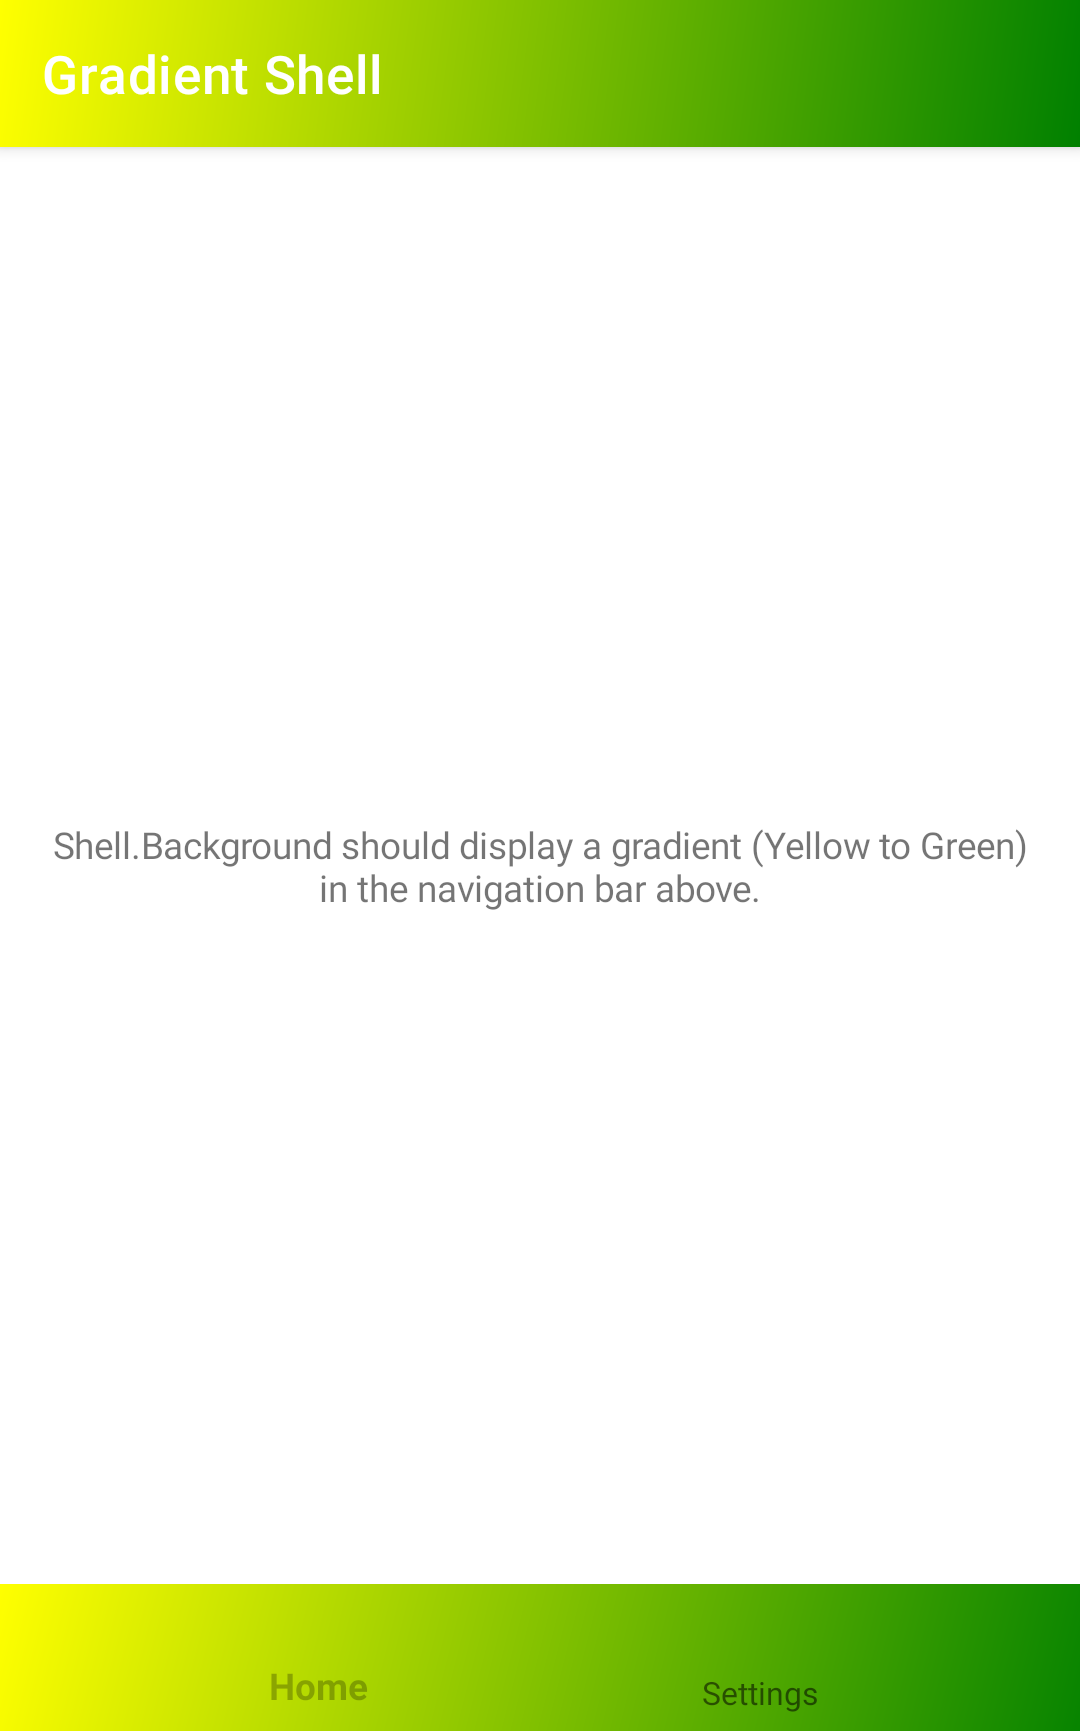 Gradient Shell
Shell.Background should display a gradient (Yellow to Green)
in the navigation bar above.
Home
Settings